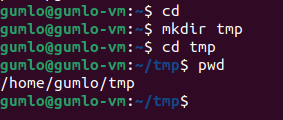 gumlo@gumlo-vm:~$ cd
gumlo@gumlo-vm:~$ mkdir tmp
gumlo@gumlo-vm:~$ cd tmp
gumlo@gumlo-vm:~/tmp$ pwd
/home/gumlo/tmp
gumlo@gumlo-vm:~/tmp$